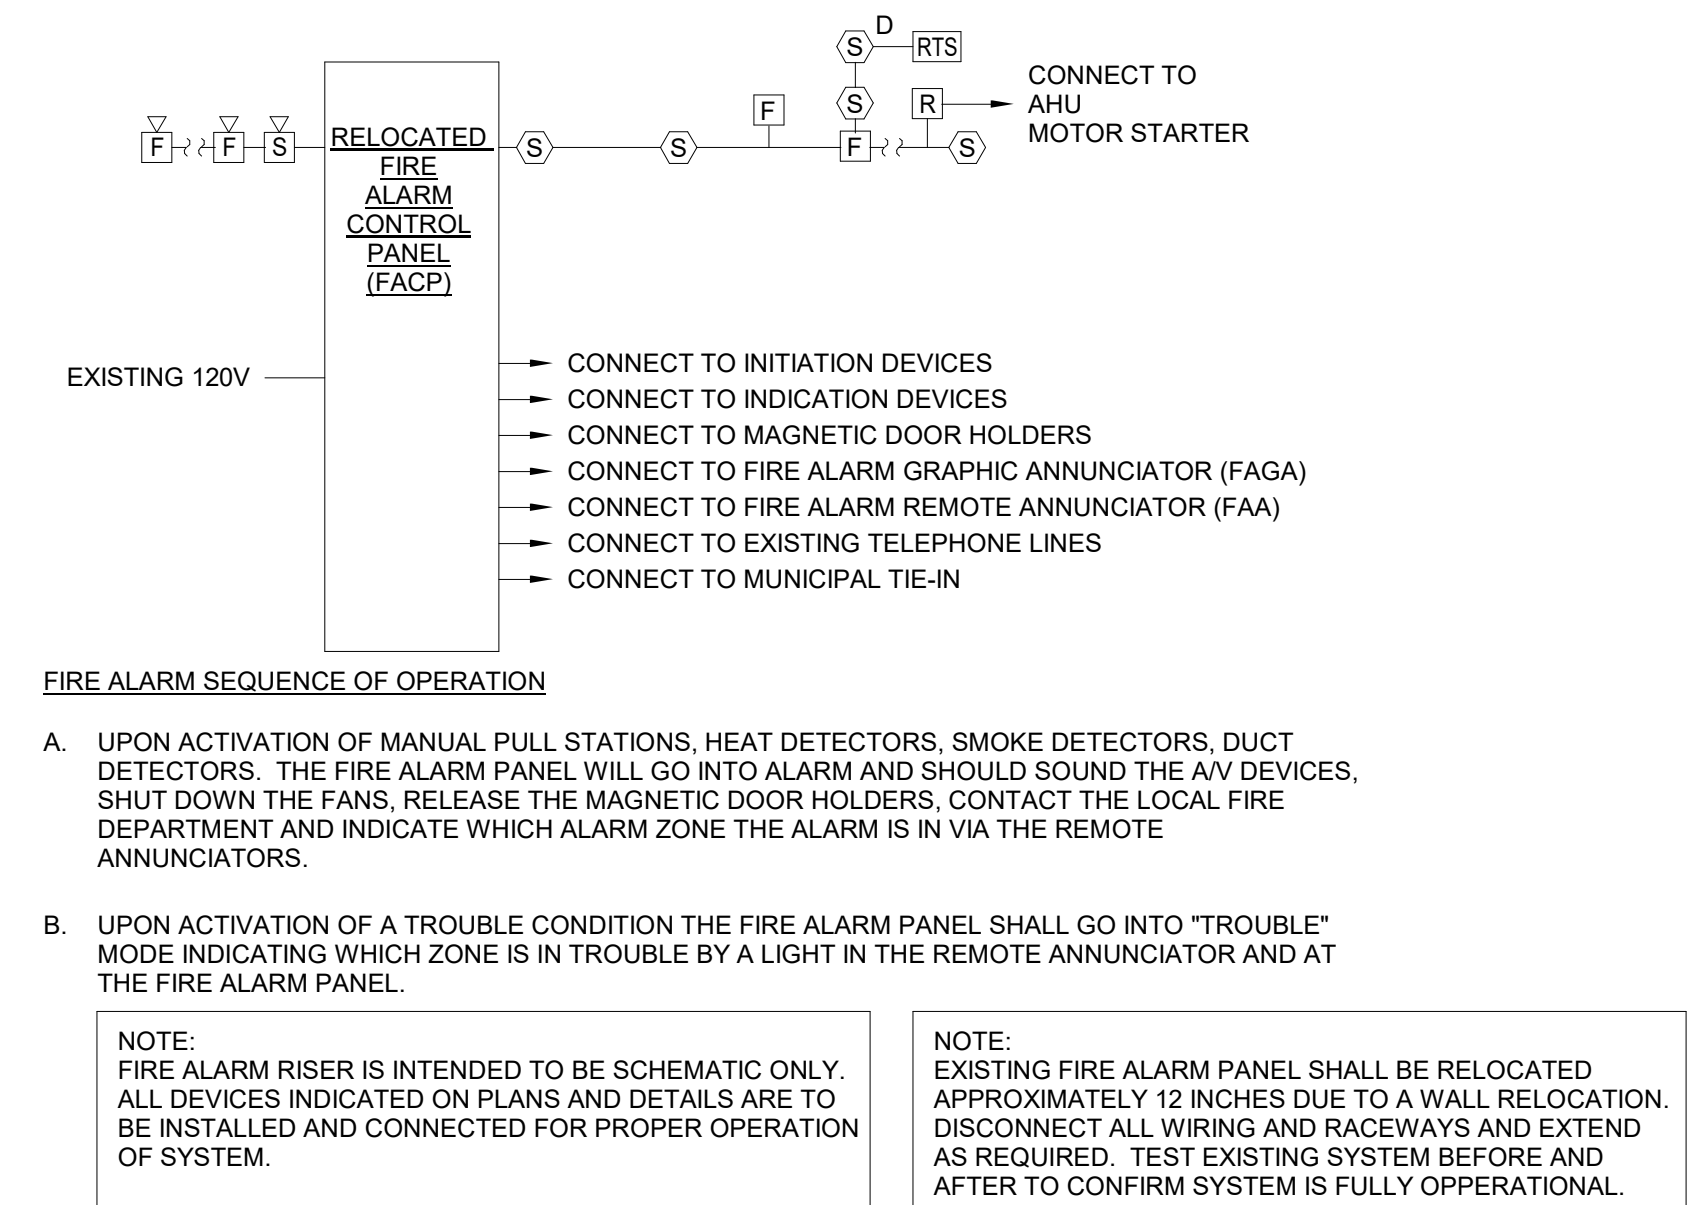 D
S RTS
CONNECT TO
S R AHU
F MOTOR STARTER
F F S S S F S
RELOCATED
FIRE
ALARM
CONTROL
PANEL
(FACP)
EXISTING 120V
CONNECT TO INITIATION DEVICES
CONNECT TO INDICATION DEVICES
CONNECT TO MAGNETIC DOOR HOLDERS
CONNECT TO FIRE ALARM GRAPHIC ANNUNCIATOR (FAGA)
CONNECT TO FIRE ALARM REMOTE ANNUNCIATOR (FAA)
CONNECT TO EXISTING TELEPHONE LINES
CONNECT TO MUNICIPAL TIE-IN
FIRE ALARM SEQUENCE OF OPERATION
A. UPON ACTIVATION OF MANUAL PULL STATIONS, HEAT DETECTORS, SMOKE DETECTORS, DUCT
DETECTORS. THE FIRE ALARM PANEL WILL GO INTO ALARM AND SHOULD SOUND THE A/V DEVICES,
SHUT DOWN THE FANS, RELEASE THE MAGNETIC DOOR HOLDERS, CONTACT THE LOCAL FIRE
DEPARTMENT AND INDICATE WHICH ALARM ZONE THE ALARM IS IN VIA THE REMOTE
ANNUNCIATORS.
B. UPON ACTIVATION OF A TROUBLE CONDITION THE FIRE ALARM PANEL SHALL GO INTO "TROUBLE"
MODE INDICATING WHICH ZONE IS IN TROUBLE BY A LIGHT IN THE REMOTE ANNUNCIATOR AND AT
THE FIRE ALARM PANEL.
NOTE:
FIRE ALARM RISER IS INTENDED TO BE SCHEMATIC ONLY.
ALL DEVICES INDICATED ON PLANS AND DETAILS ARE TO
BE INSTALLED AND CONNECTED FOR PROPER OPERATION
OF SYSTEM.
NOTE:
EXISTING FIRE ALARM PANEL SHALL BE RELOCATED
APPROXIMATELY 12 INCHES DUE TO A WALL RELOCATION.
DISCONNECT ALL WIRING AND RACEWAYS AND EXTEND
AS REQUIRED. TEST EXISTING SYSTEM BEFORE AND
AFTER TO CONFIRM SYSTEM IS FULLY OPPERATIONAL.